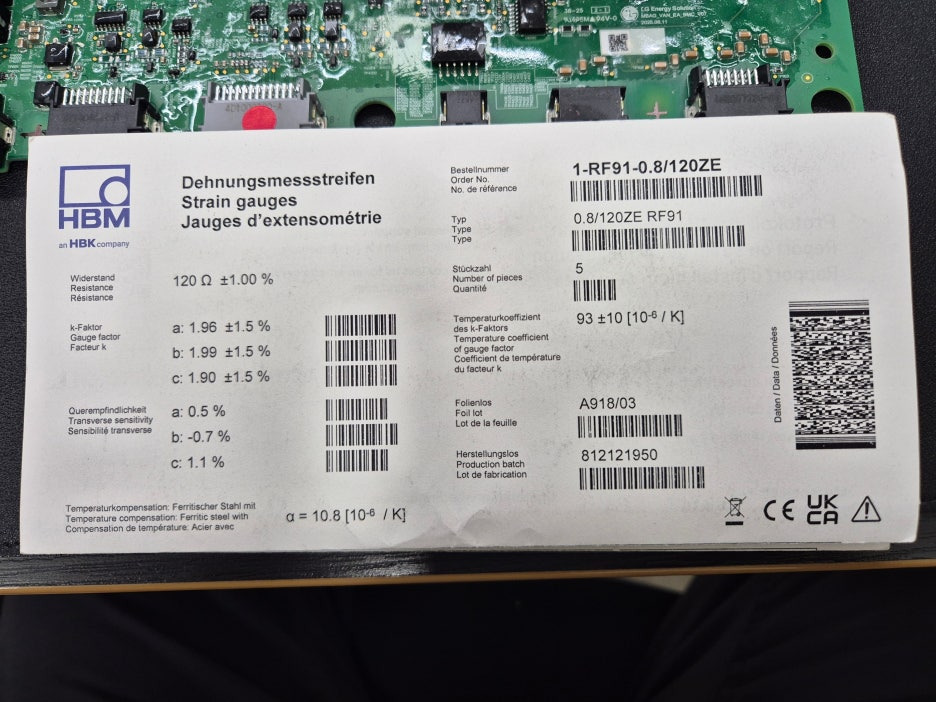 LG Energy Solution
HBM
an HBK company
Dehnungsmessstreifen
Strain gauges
Jauges d'extensométrie
Widerstand
Resistance
Résistance
120 Ω ±1.00 %
k-Faktor
Gauge factor
Facteur k
a: 1.96 ±1.5 %
b: 1.99 ±1.5 %
c: 1.90 ±1.5 %
Querempfindlichkeit
Transverse sensitivity
Sensibilité transverse
a: 0.5 %
b: -0.7 %
c: 1.1 %
Temperaturkompensation: Ferritischer Stahl mit
Temperature compensation: Ferritic steel with
Compensation de température: Acier avec
α = 10.8 [10⁻⁶ / K]
Bestellnummer
Order No.
No. de référence
1-RF91-0.8/120ZE
Typ
Type
Type
0.8/120ZE RF91
Stückzahl
Number of pieces
Quantité
5
Temperaturkoeffizient
des k-Faktors
Temperature coefficient
of gauge factor
Coefficient de température
du facteur k
93 ±10 [10⁻⁶ / K]
Folienlos
Foil lot
Lot de la feuille
A918/03
Herstellungslos
Production batch
Lot de fabrication
812121950
Daten / Data / Données
CE
UK
CA